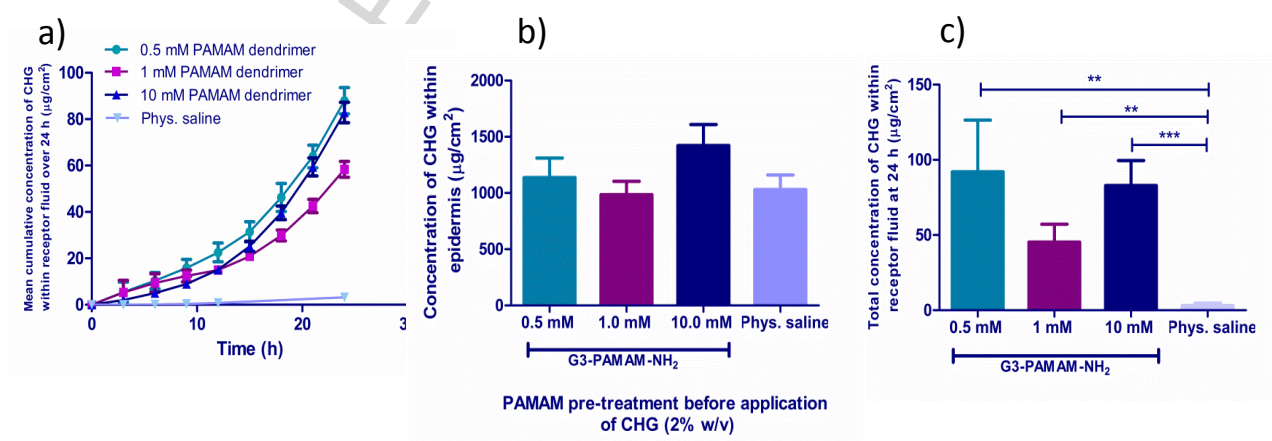 a)
0.5 mM PAMAM dendrimer
1 mM PAMAM dendrimer
10 mM PAMAM dendrimer
Phys. saline
Mean cumulative concentration of CHG
within receptor fluid over 24 h (µg/cm²)
100
80
60
40
20
0
0
10
20
3
Time (h)
b)
Concentration of CHG within
epidermis (µg/cm²)
2000
1500
1000
500
0
0.5 mM
1.0 mM
10.0 mM
Phys. saline
G3-PAMAM-NH₂
PAMAM pre-treatment before application
of CHG (2% w/v)
c)
Total concentration of CHG within
receptor fluid at 24 h (µg/cm²)
150
100
50
0
**
**
***
0.5 mM
1 mM
10 mM
Phys. saline
G3-PAMAM-NH₂